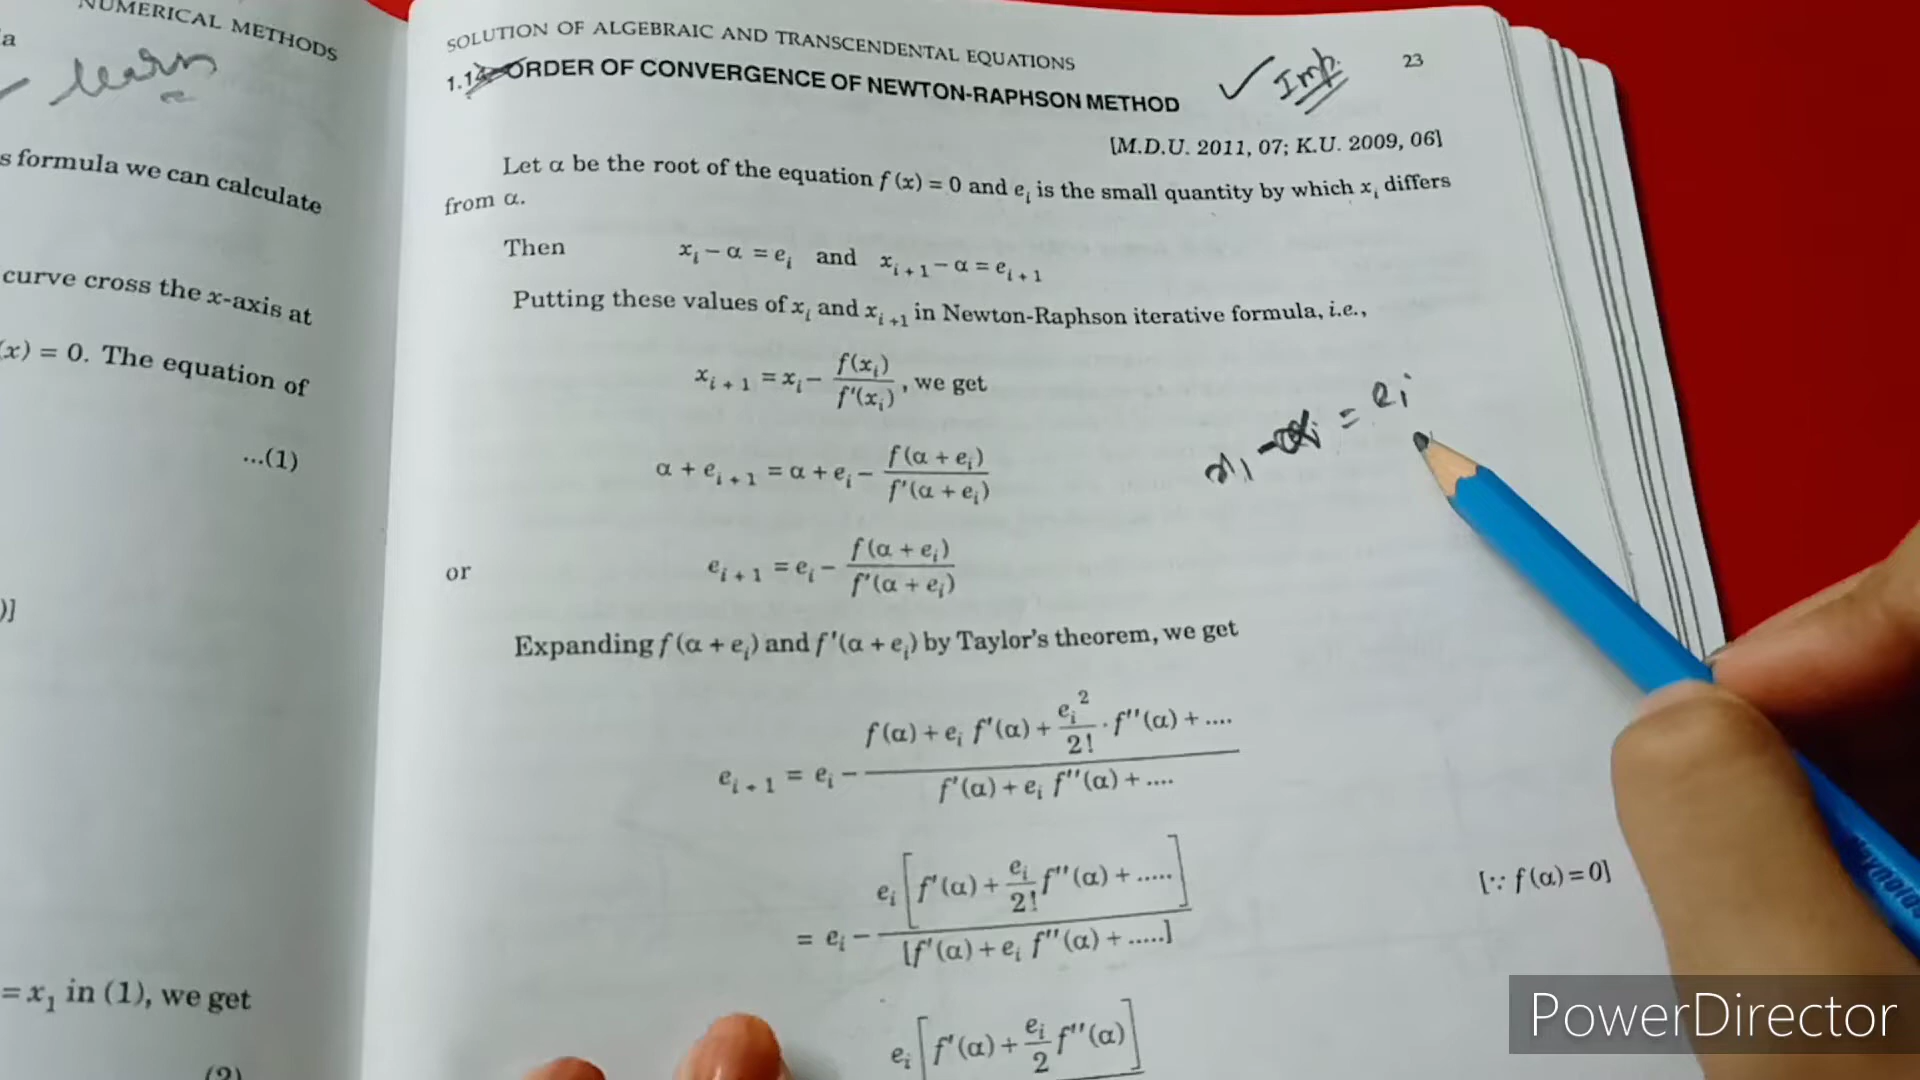 NUMERICAL METHODS
a
learn
s formula we can calculate
curve cross the x-axis at
(x) = 0. The equation of
...(1)
)]
= x₁ in (1), we get
(2)
SOLUTION OF ALGEBRAIC AND TRANSCENDENTAL EQUATIONS
23
1.14 ORDER OF CONVERGENCE OF NEWTON-RAPHSON METHOD
Imp.
[M.D.U. 2011, 07; K.U. 2009, 06]
Let α be the root of the equation f (x) = 0 and eᵢ is the small quantity by which xᵢ differs
from α.
Then xᵢ – α = eᵢ and xᵢ₊₁ – α = eᵢ₊₁
Putting these values of xᵢ and xᵢ₊₁ in Newton-Raphson iterative formula, i.e.,
xᵢ₊₁ = xᵢ – f(xᵢ) / f'(xᵢ) , we get
xᵢ - αᵢ = eᵢ
α + eᵢ₊₁ = α + eᵢ – f(α + eᵢ) / f'(α + eᵢ)
or eᵢ₊₁ = eᵢ – f(α + eᵢ) / f'(α + eᵢ)
Expanding f (α + eᵢ) and f '(α + eᵢ) by Taylor's theorem, we get
eᵢ₊₁ = eᵢ – f(α) + eᵢ f'(α) + eᵢ²/2! · f''(α) + .... / f'(α) + eᵢ f''(α) + ....
= eᵢ – eᵢ [f'(α) + eᵢ/2! f''(α) + .....] / [f'(α) + eᵢ f''(α) + .....] [∵ f(α) = 0]
eᵢ [f'(α) + eᵢ/2 f''(α)]
PowerDirector